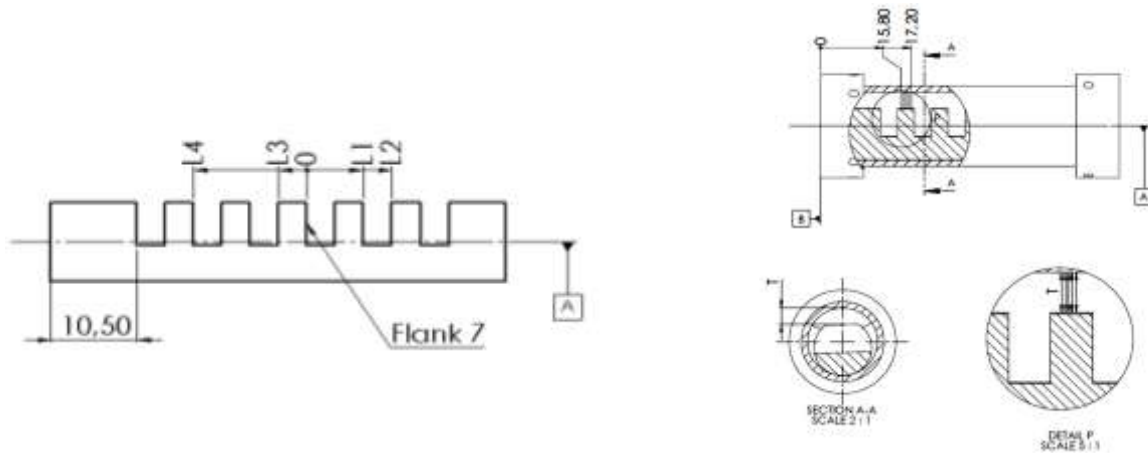 L4
L3
0
L1
L2
A
10,50
Flank 7
0
15,80
17,20
A
A
B
A
T
SECTION A-A
SCALE 2 : 1
T
DETAIL P
SCALE 5 : 1